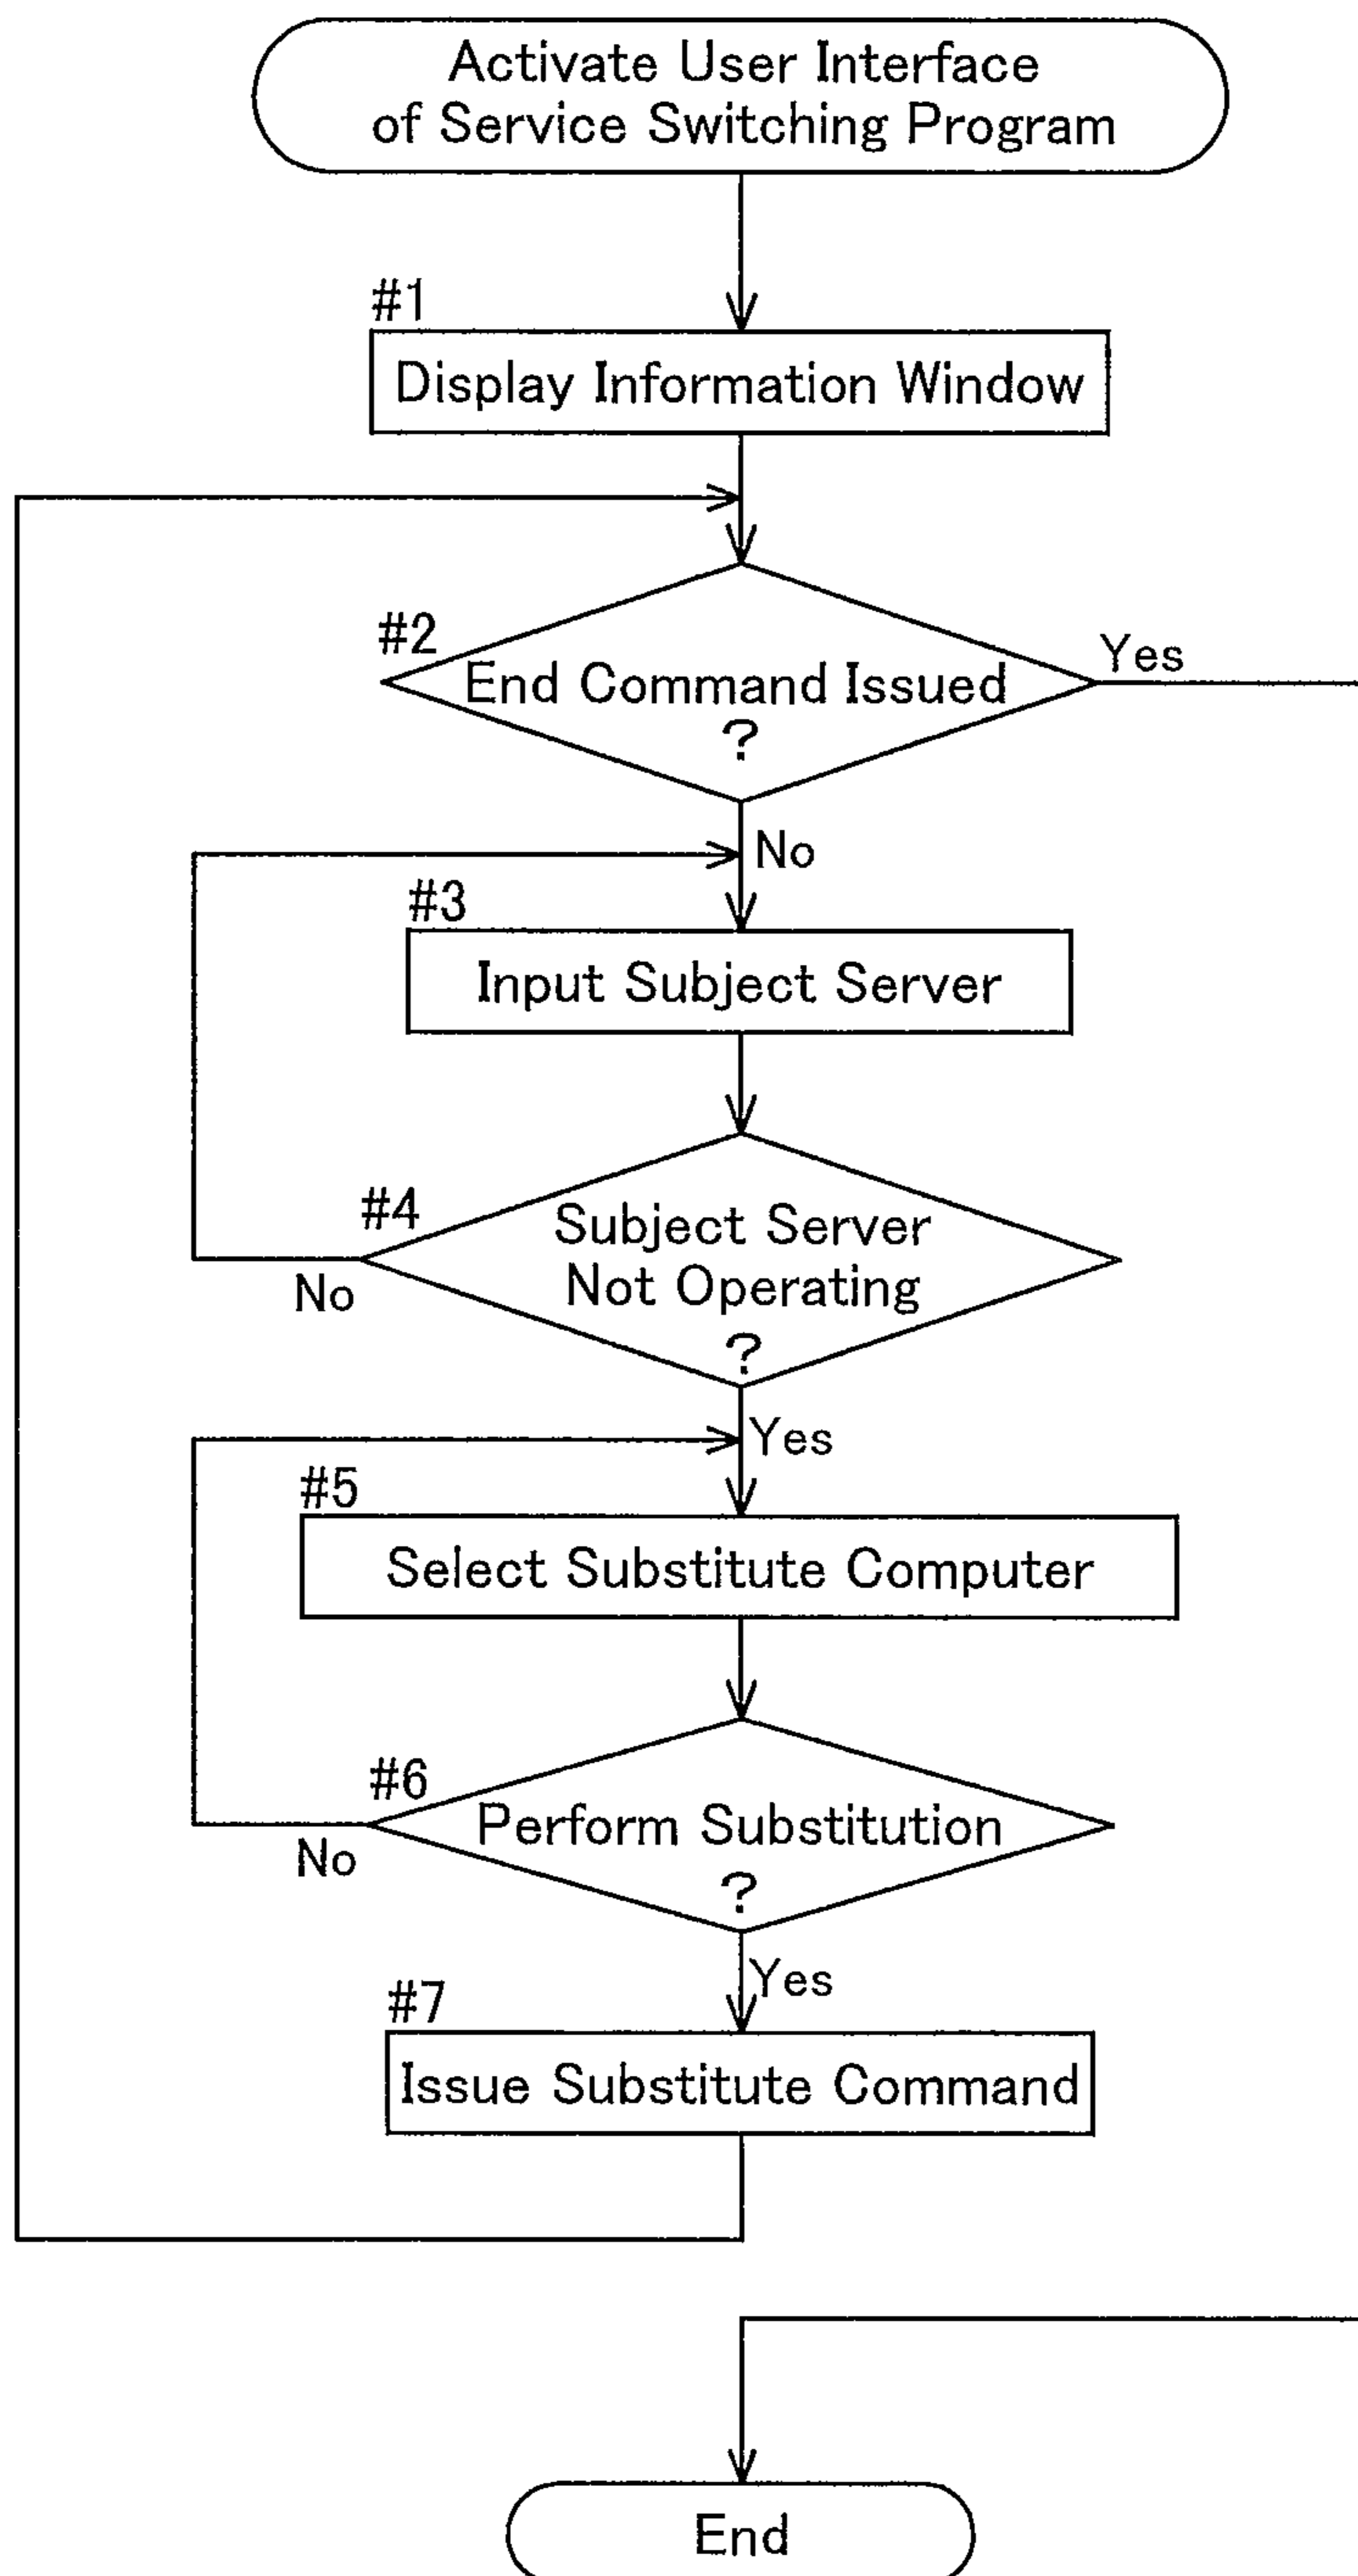 Activate User Interface
of Service Switching Program
#1
Display Information Window
#2
End Command Issued
?
Yes
No
#3
Input Subject Server
#4
Subject Server
Not Operating
?
No
Yes
#5
Select Substitute Computer
#6
Perform Substitution
?
No
Yes
#7
Issue Substitute Command
End